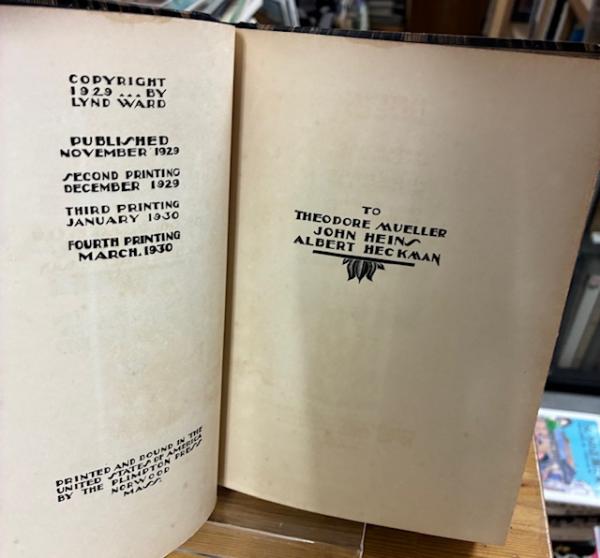 COPYRIGHT
1929 ... BY
LYND WARD
PUBLISHED
NOVEMBER 1929
SECOND PRINTING
DECEMBER 1929
THIRD PRINTING
JANUARY 1930
FOURTH PRINTING
MARCH, 1930
PRINTED AND BOUND IN THE
UNITED STATES OF AMERICA
BY THE PLIMPTON PRESS
NORWOOD
MASS.
TO
THEODORE MUELLER
JOHN HEINS
ALBERT HECKMAN